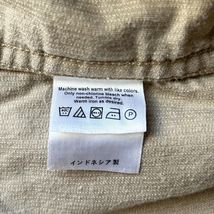 Machine wash warm with like colors.
Only non-chlorine bleach when
needed. Tumble dry.
Warm iron as desired.
P
インドネシア製